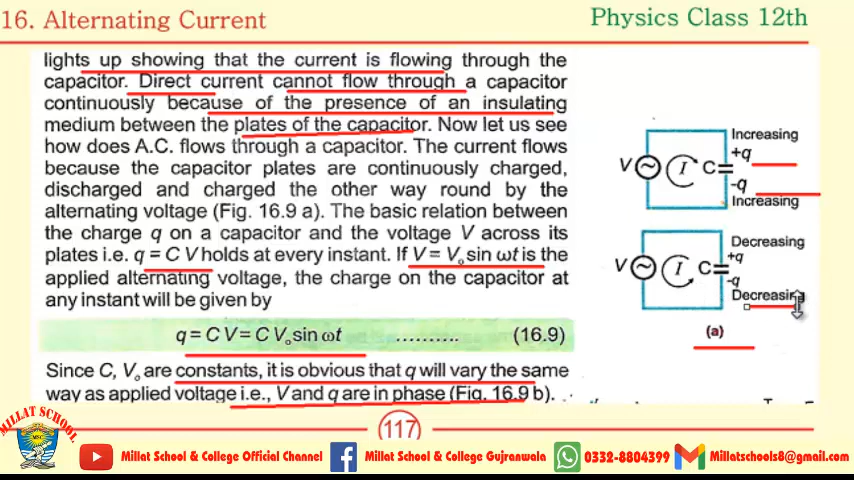 16. Alternating Current
Physics Class 12th
lights up showing that the current is flowing through the
capacitor. Direct current cannot flow through a capacitor
continuously because of the presence of an insulating
medium between the plates of the capacitor. Now let us see
how does A.C. flows through a capacitor. The current flows
because the capacitor plates are continuously charged,
discharged and charged the other way round by the
alternating voltage (Fig. 16.9 a). The basic relation between
the charge q on a capacitor and the voltage V across its
plates i.e. q = C V holds at every instant. If V = V₀ sin ωt is the
applied alternating voltage, the charge on the capacitor at
any instant will be given by
q = C V = C V₀ sin ωt .......... (16.9)
Since C, V₀ are constants, it is obvious that q will vary the same
way as applied voltage i.e., V and q are in phase (Fig. 16.9 b).
Increasing
+q
V ~ I C
-q
Increasing
Decreasing
+q
V ~ I C
-q
Decreasing
(a)
117
MILLAT SCHOOL
MSC
Millat School & College Official Channel
Millat School & College Gujranwala
0332-8804399
Millatschools8@gmail.com